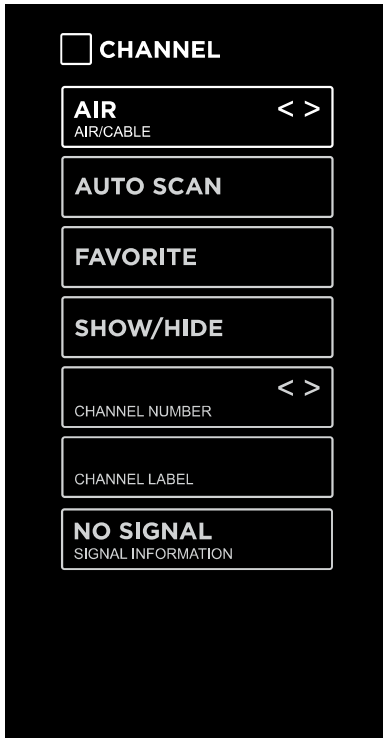 CHANNEL
AIR < >
AIR/CABLE
AUTO SCAN
FAVORITE
SHOW/HIDE
< >
CHANNEL NUMBER
CHANNEL LABEL
NO SIGNAL
SIGNAL INFORMATION